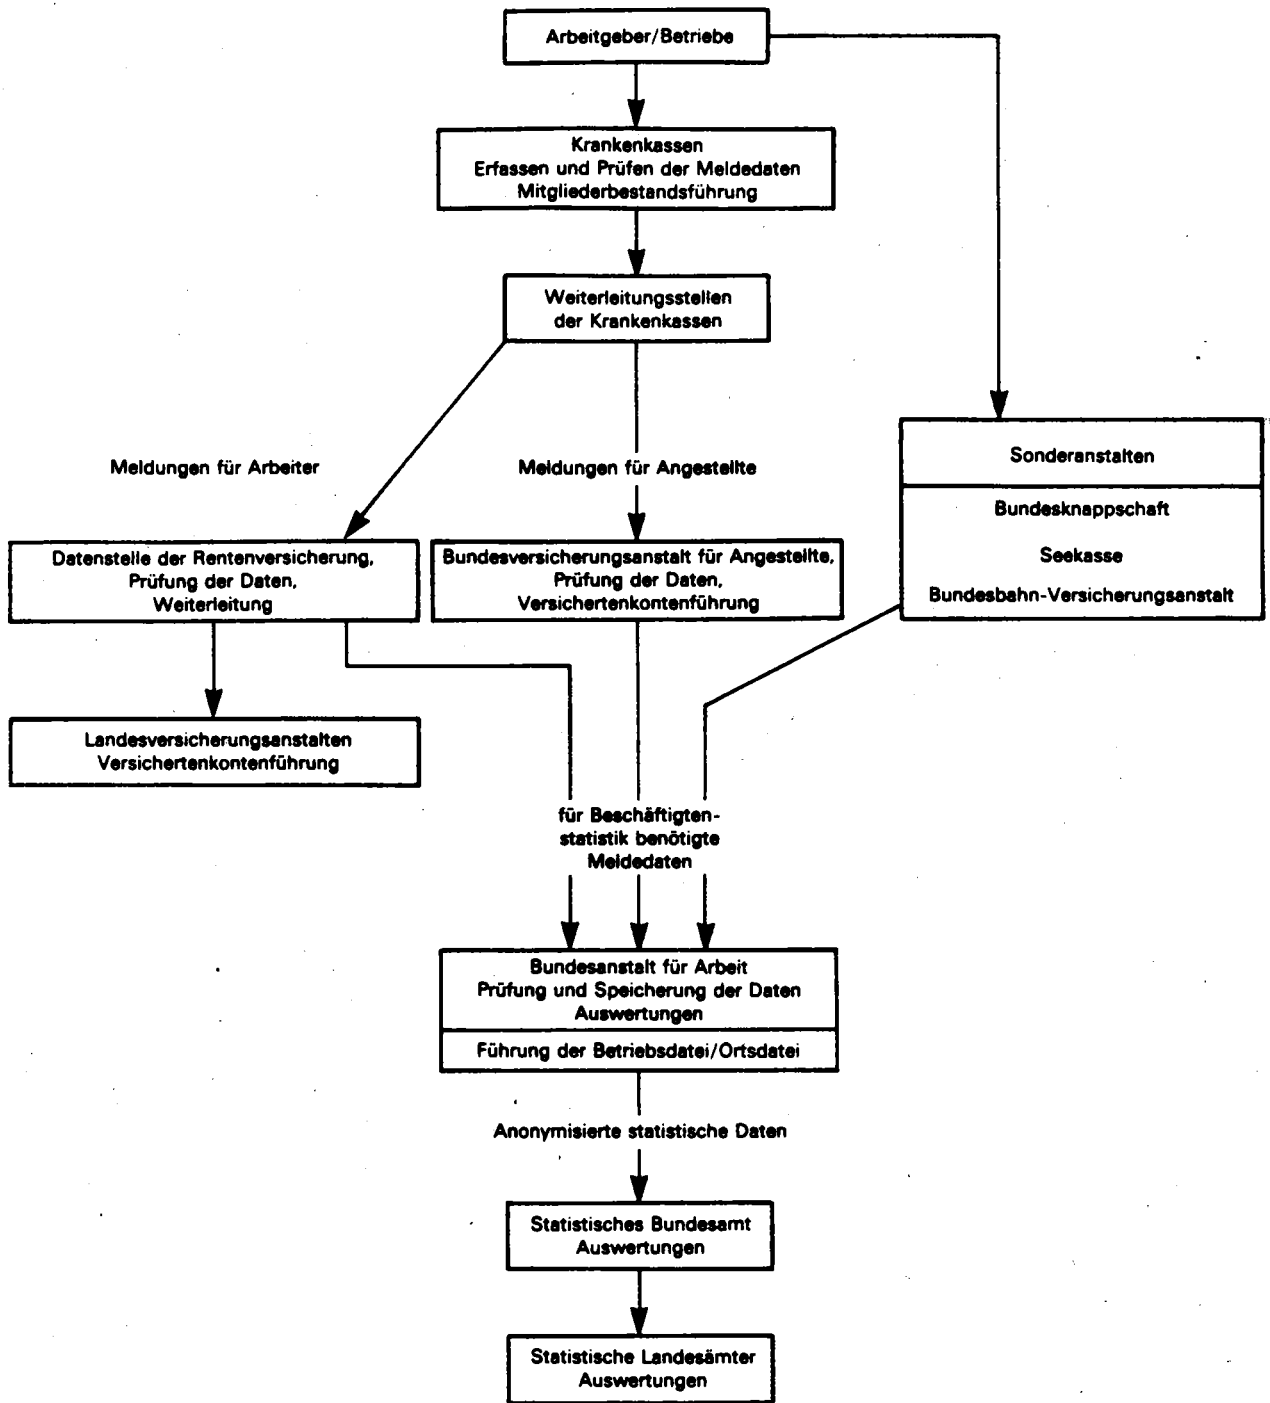 Arbeitgeber/Betriebe
Krankenkassen
Erfassen und Prüfen der Meldedaten
Mitgliederbestandsführung
Weiterleitungsstellen
der Krankenkassen
Meldungen für Arbeiter
Meldungen für Angestellte
Sonderanstalten
Bundesknappschaft
Seekasse
Bundesbahn-Versicherungsanstalt
Datenstelle der Rentenversicherung,
Prüfung der Daten,
Weiterleitung
Bundesversicherungsanstalt für Angestellte,
Prüfung der Daten,
Versichertenkontenführung
Landesversicherungsanstalten
Versichertenkontenführung
für Beschäftigten-
statistik benötigte
Meldedaten
Bundesanstalt für Arbeit
Prüfung und Speicherung der Daten
Auswertungen
Führung der Betriebsdatei/Ortsdatei
Anonymisierte statistische Daten
Statistisches Bundesamt
Auswertungen
Statistische Landesämter
Auswertungen